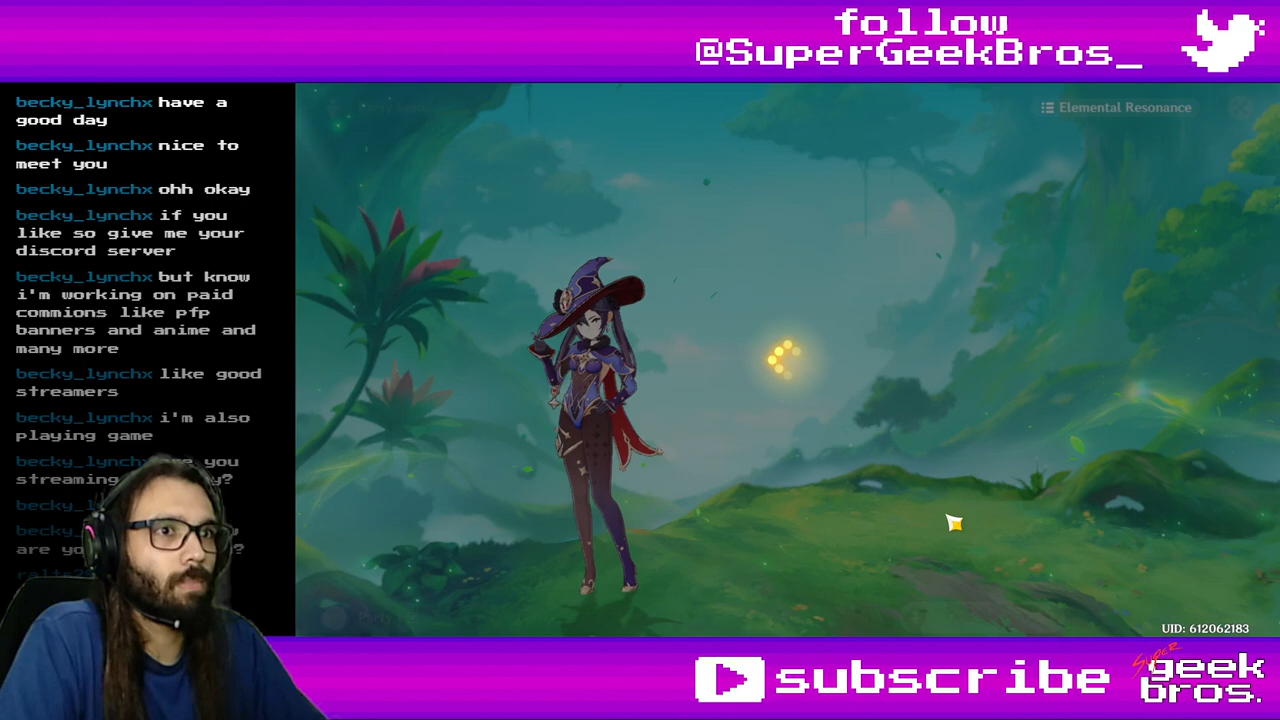 follow
@SuperGeekBros_
becky_lynchx have a
good day
becky_lynchx nice to
meet you
becky_lynchx ohh okay
becky_lynchx if you
like so give me your
discord server
becky_lynchx but know
i'm working on paid
commions like pfp
banners and anime and
many more
becky_lynchx like good
streamers
becky_lynchx i'm also
playing game
becky_lynchx you
streaming
Elemental Resonance
UID: 612062183
subscribe
super
geek
bros.